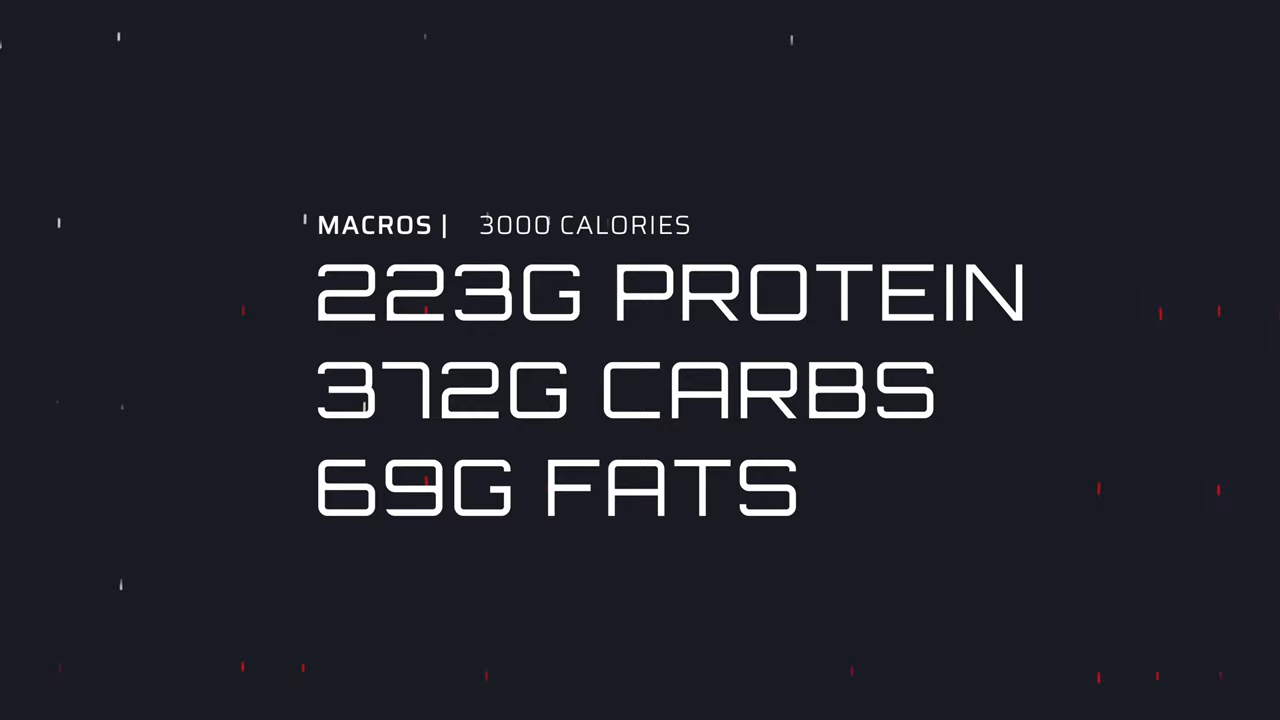 MACROS | 3000 CALORIES
223G PROTEIN
372G CARBS
69G FATS